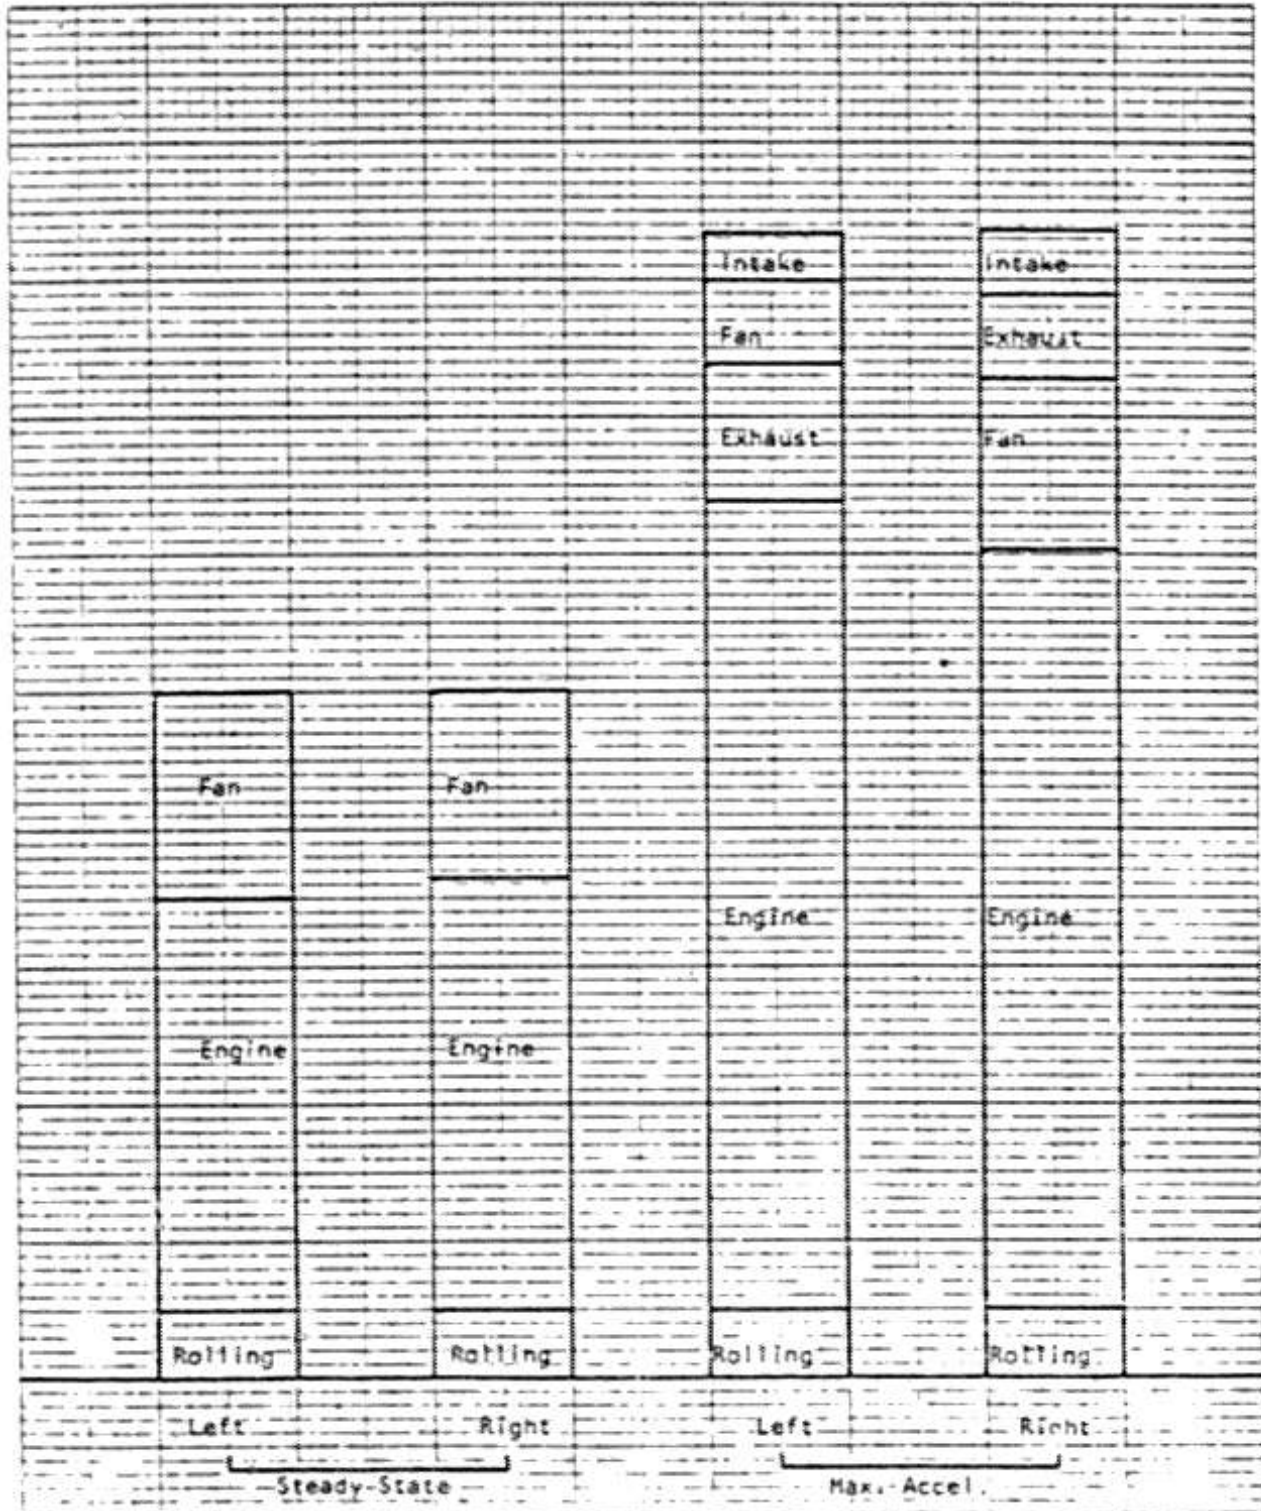 Intake
Fan
Exhaust
Intake
Exhaust
Fan
Fan
Fan
Engine
Engine
Engine
Engine
Rolling
Rolling
Rolling
Rolling
Left
Right
Left
Right
Steady-State
Max. Accel.